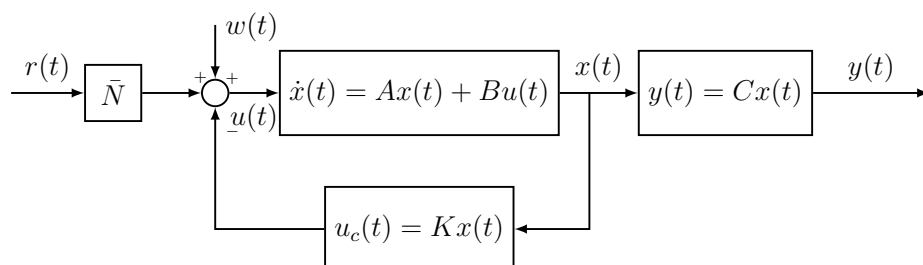 w(t)
r(t)
N̄
+
+
u(t)
-
ẋ(t) = Ax(t) + Bu(t)
x(t)
y(t) = Cx(t)
y(t)
u_c(t) = Kx(t)